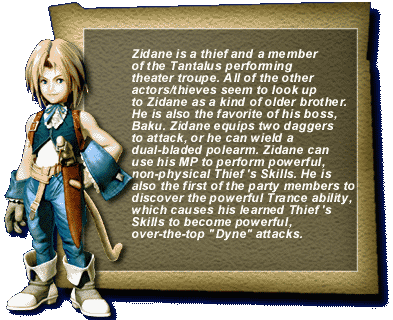 Zidane is a thief and a member
of the Tantalus performing
theater troupe. All of the other
actors/thieves seem to look up
to Zidane as a kind of older brother.
He is also the favorite of his boss,
Baku. Zidane equips two daggers
to attack, or he can wield a
dual-bladed polearm. Zidane can
use his MP to perform powerful,
non-physical Thief 's Skills. He is
also the first of the party members to
discover the powerful Trance ability,
which causes his learned Thief 's
Skills to become powerful,
over-the-top "Dyne" attacks.